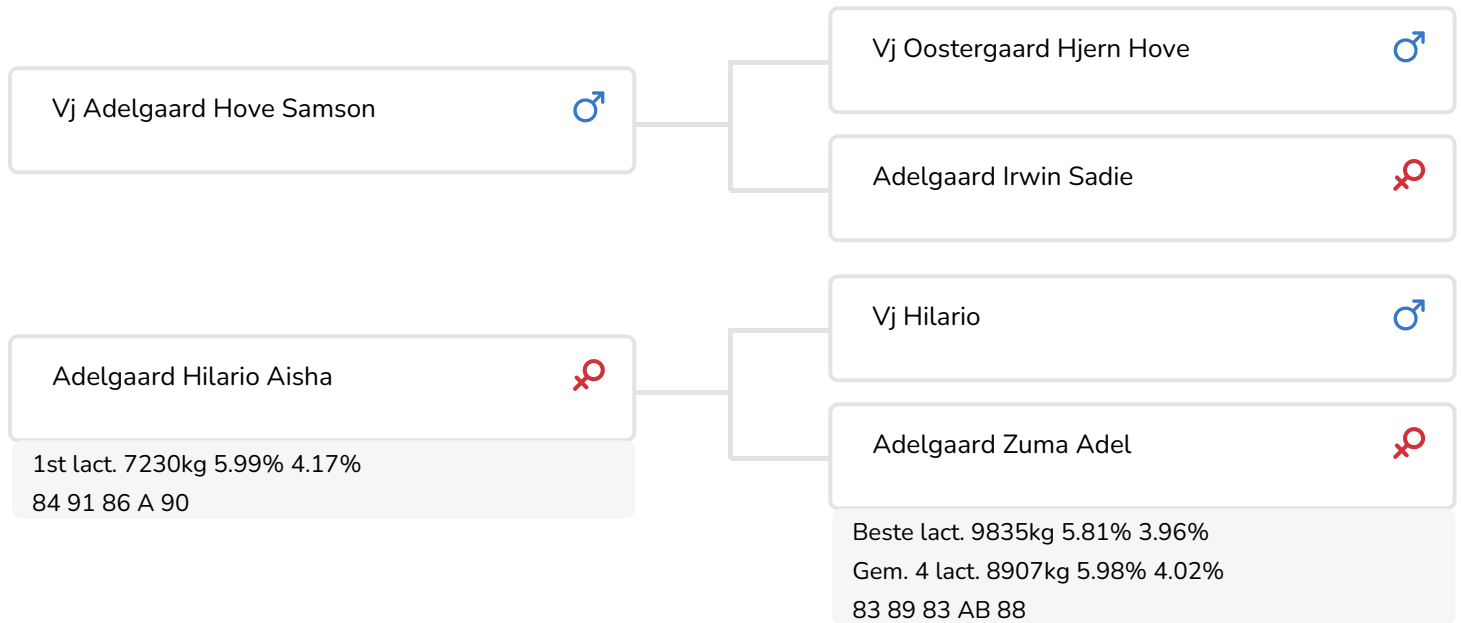 Vj Adelgaard Hove Samson
Vj Oostergaard Hjern Hove
Adelgaard Irwin Sadie
Adelgaard Hilario Aisha
1st lact. 7230kg 5.99% 4.17%
84 91 86 A 90
Vj Hilario
Adelgaard Zuma Adel
Beste lact. 9835kg 5.81% 3.96%
Gem. 4 lact. 8907kg 5.98% 4.02%
83 89 83 AB 88